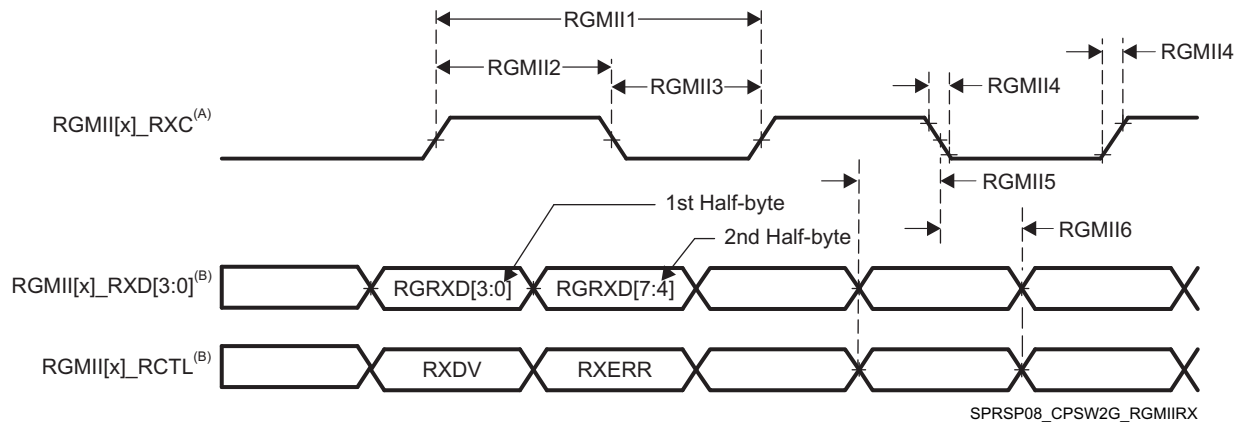 RGMII1
RGMII2
RGMII3
RGMII4
RGMII4
RGMII[x]_RXC(A)
RGMII5
1st Half-byte
RGMII6
2nd Half-byte
RGMII[x]_RXD[3:0](B)
RGRXD[3:0]
RGRXD[7:4]
RGMII[x]_RCTL(B)
RXDV
RXERR
SPRSP08_CPSW2G_RGMIIRX